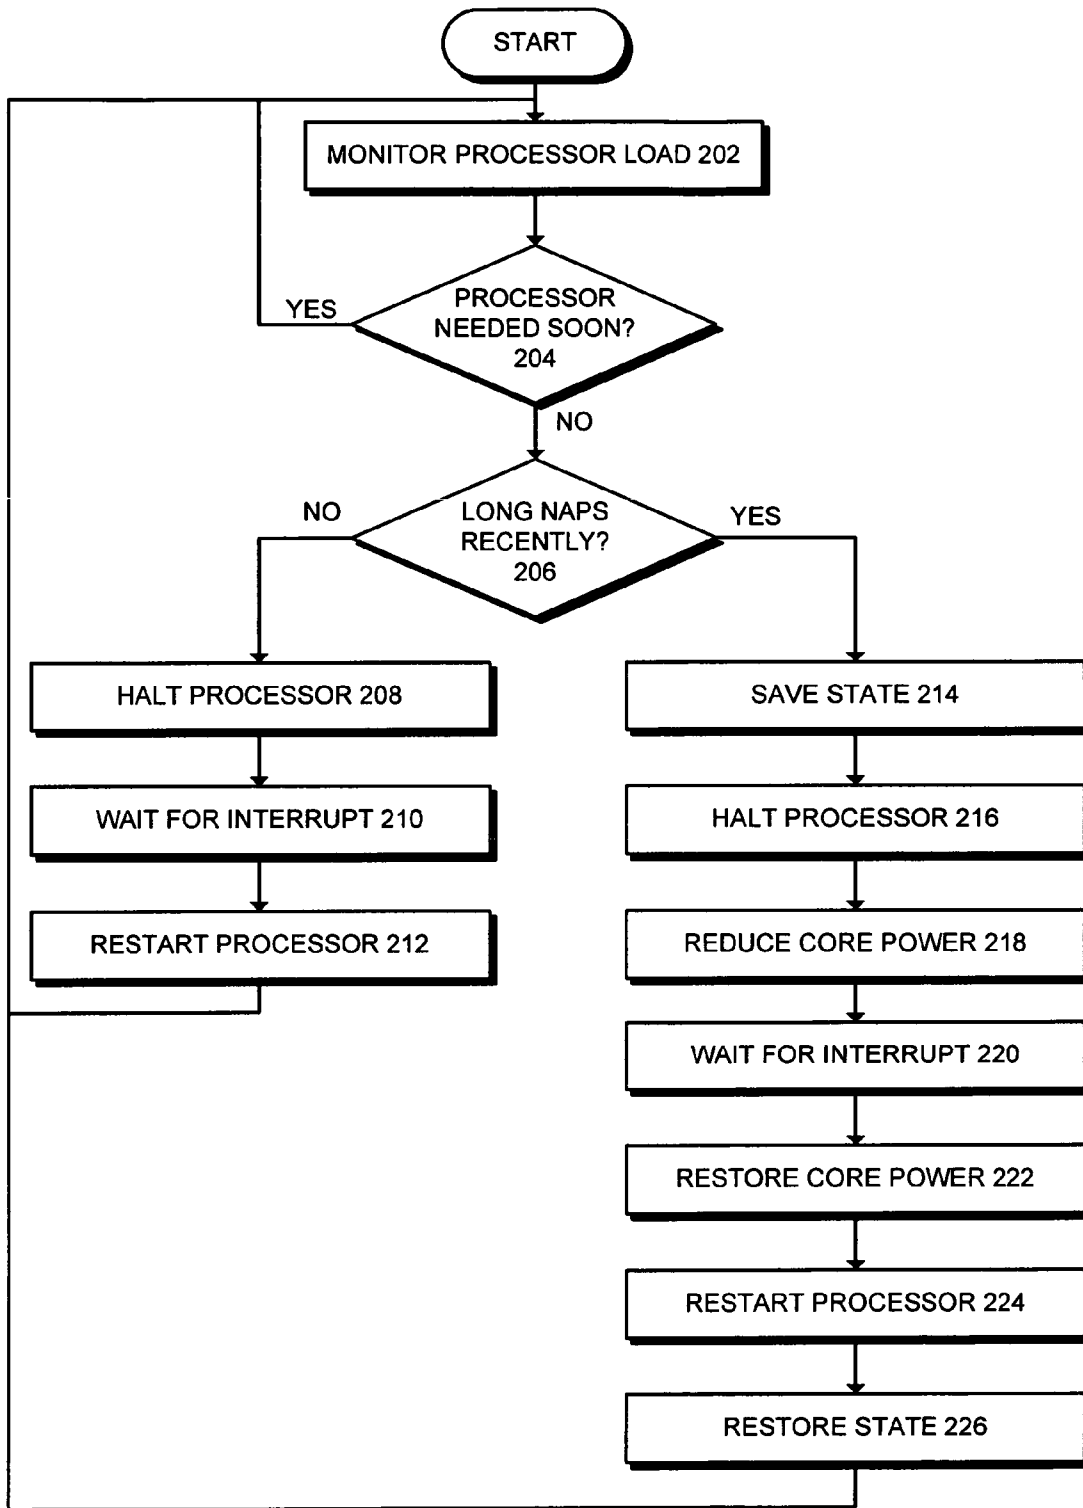 START
MONITOR PROCESSOR LOAD 202
YES
PROCESSOR
NEEDED SOON?
204
NO
NO
LONG NAPS
RECENTLY?
206
YES
HALT PROCESSOR 208
WAIT FOR INTERRUPT 210
RESTART PROCESSOR 212
SAVE STATE 214
HALT PROCESSOR 216
REDUCE CORE POWER 218
WAIT FOR INTERRUPT 220
RESTORE CORE POWER 222
RESTART PROCESSOR 224
RESTORE STATE 226